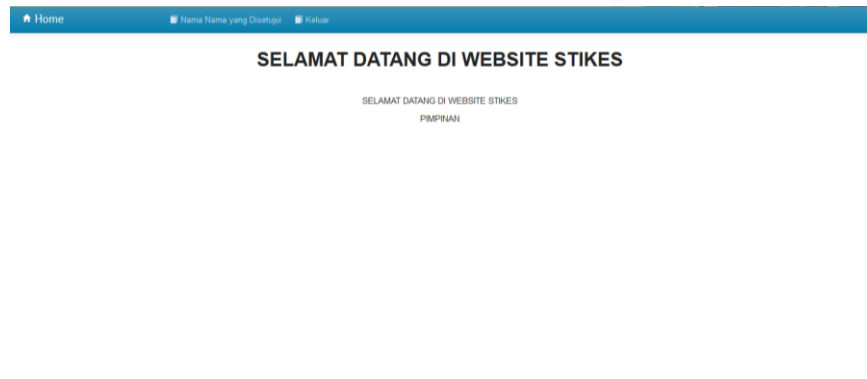 Home Nama Nama yang Disetujui Keluar
SELAMAT DATANG DI WEBSITE STIKES
SELAMAT DATANG DI WEBSITE STIKES
PIMPINAN